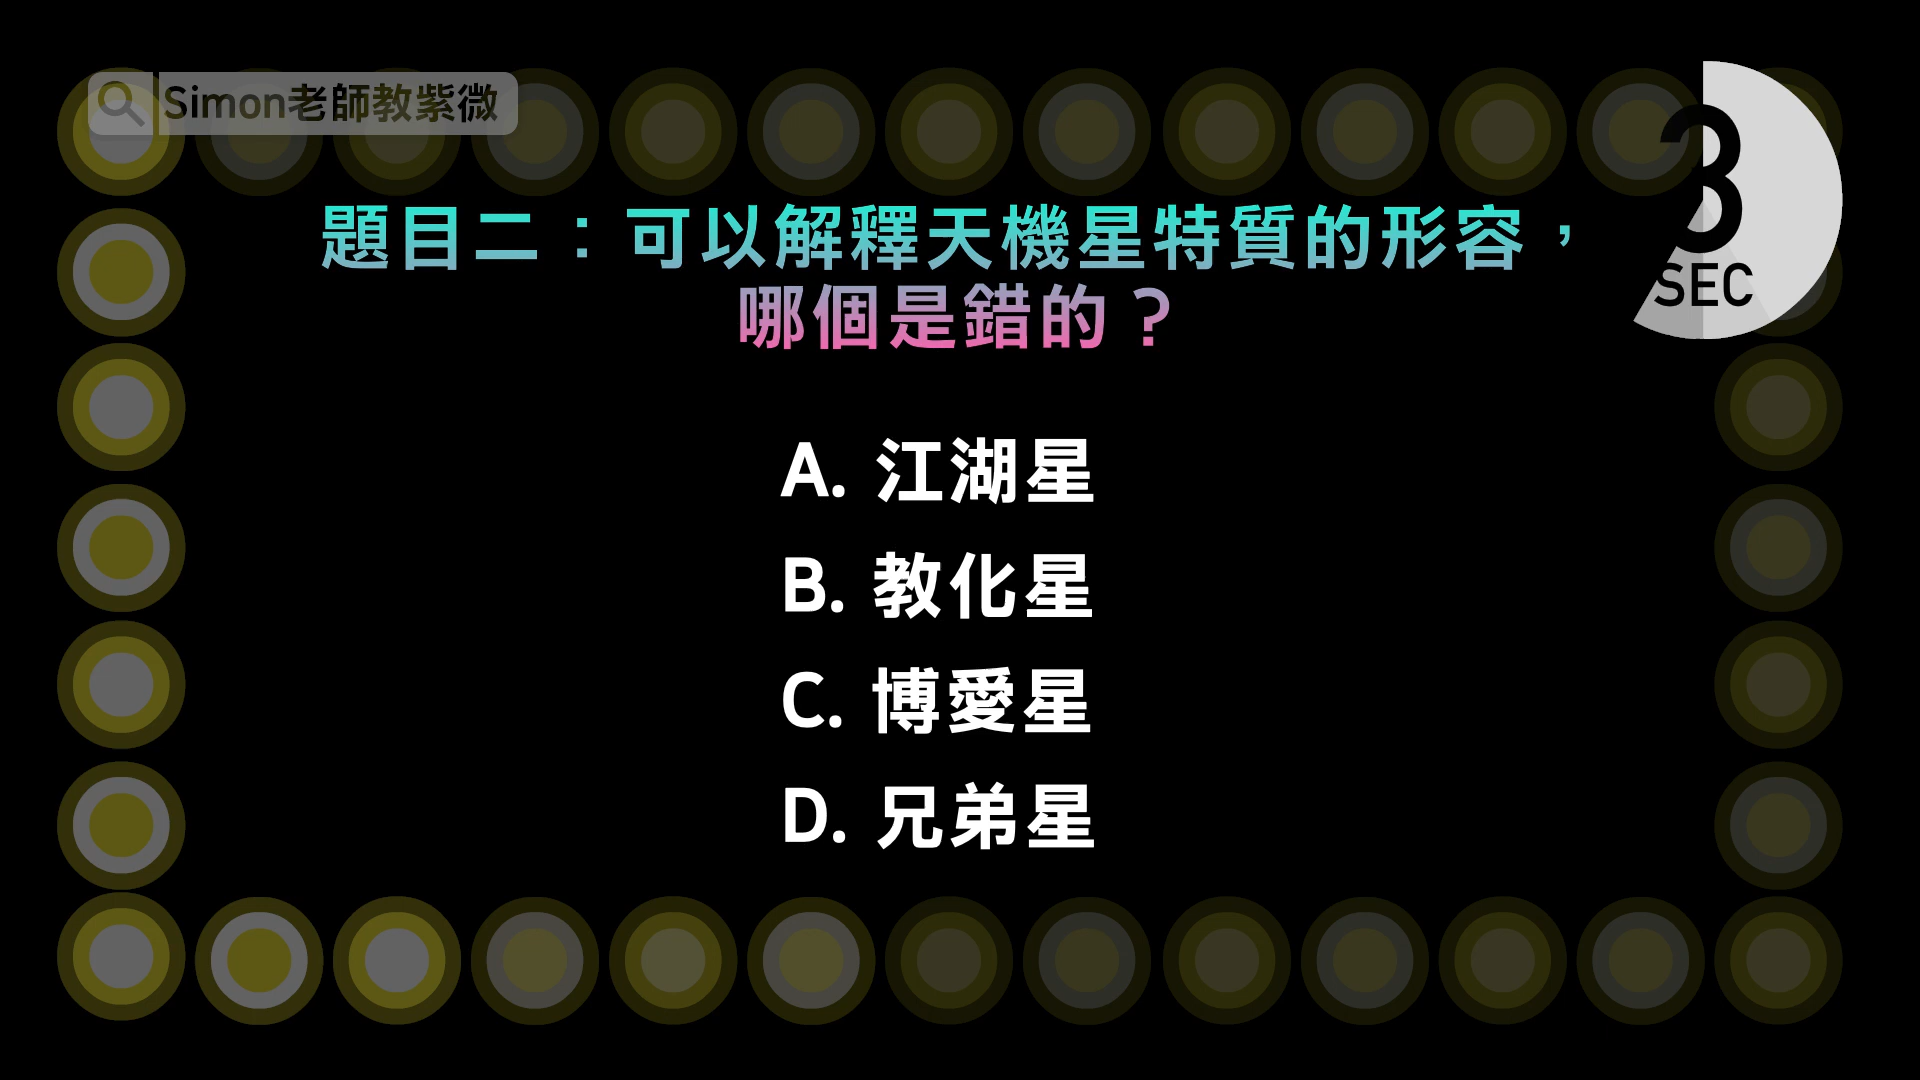 Simon老師教紫微
3
SEC
題目二：可以解釋天機星特質的形容，
哪個是錯的？
A. 江湖星
B. 教化星
C. 博愛星
D. 兄弟星